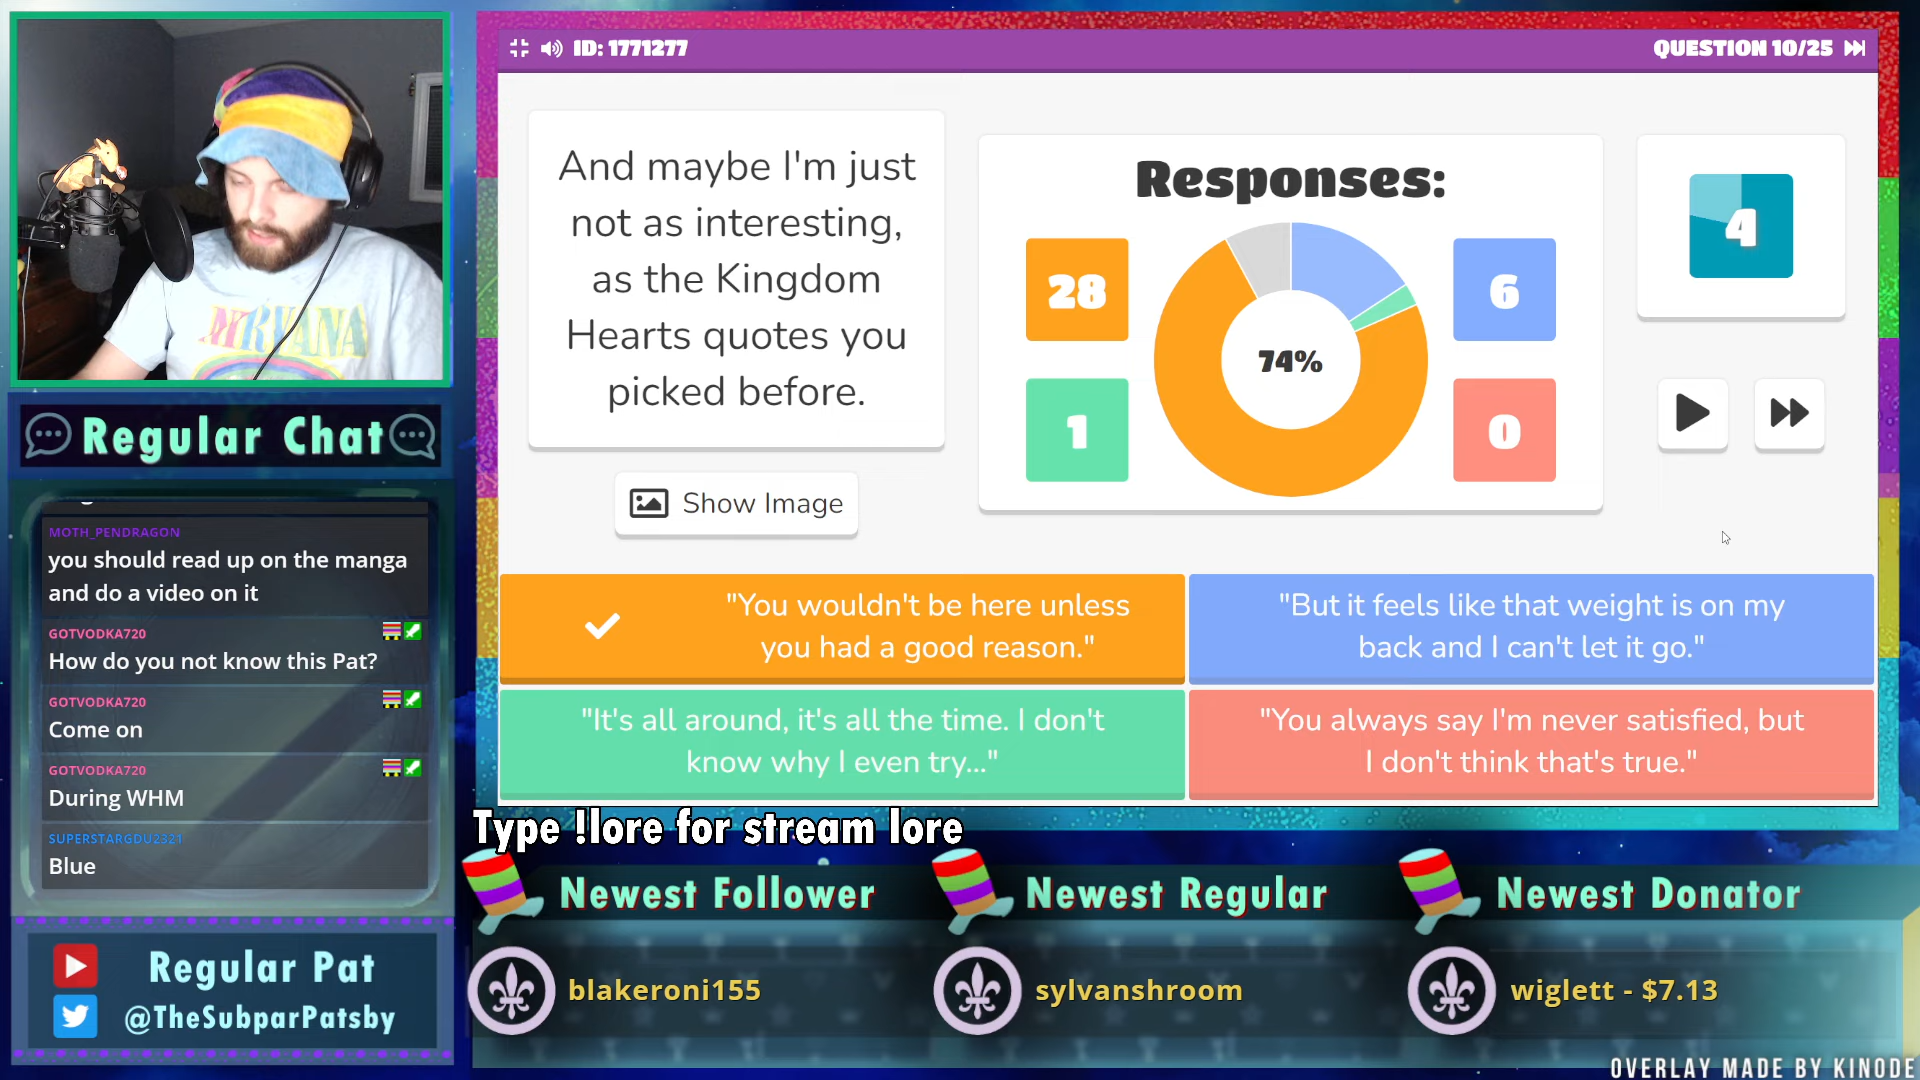 ID: 1771277
QUESTION 10/25
And maybe I'm just
not as interesting,
as the Kingdom
Hearts quotes you
picked before.
Show Image
Responses:
28
6
74%
1
0
4
"You wouldn't be here unless
you had a good reason."
"But it feels like that weight is on my
back and I can't let it go."
"It's all around, it's all the time. I don't
know why I even try..."
"You always say I'm never satisfied, but
I don't think that's true."
NIRVANA
Regular Chat
MOTH_PENDRAGON
you should read up on the manga
and do a video on it
GOTVODKA720
How do you not know this Pat?
GOTVODKA720
Come on
GOTVODKA720
During WHM
SUPERSTARGDU2321
Blue
Regular Pat
@TheSubparPatsby
Type !lore for stream lore
Newest Follower
blakeroni155
Newest Regular
sylvanshroom
Newest Donator
wiglett - $7.13
OVERLAY MADE BY KINODE